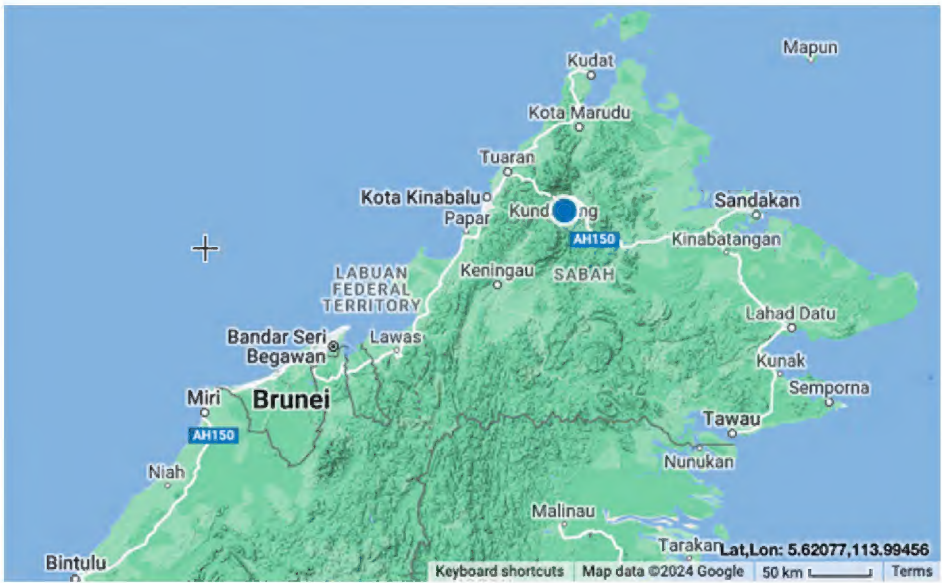 Mapun
Kudat
Kota Marudu
Tuaran
Kota Kinabalu
Papar
Sandakan
AH150
Kinabatangan
Keningau
SABAH
LABUAN
FEDERAL
TERRITORY
Lahad Datu
Bandar Seri
Begawan
Lawas
Kunak
Semporna
Miri
Brunei
Tawau
AH150
Nunukan
Niah
Malinau
Tarakan
Lat,Lon: 5.62077,113.99456
Bintulu
Keyboard shortcuts
Map data ©2024 Google
50 km
Terms